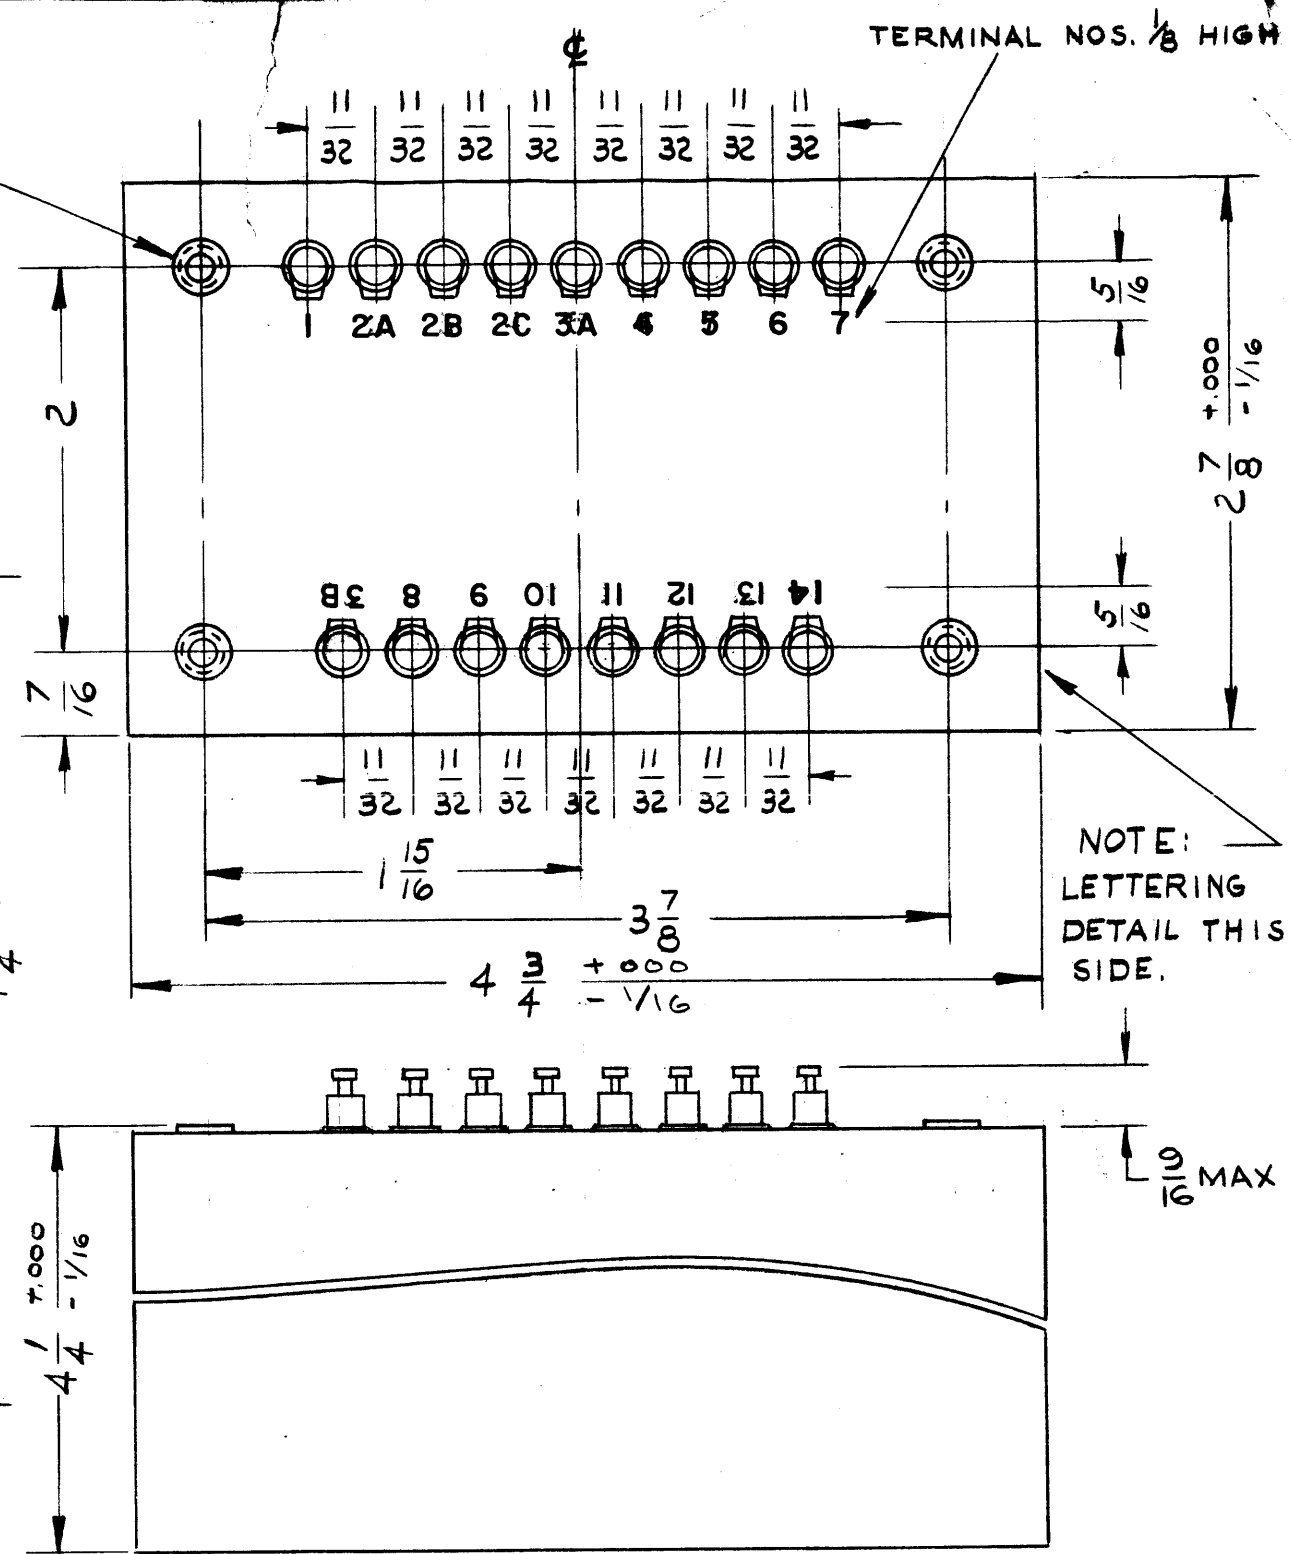 TERMINAL NOS. 1/8 HIGH
℄
11/32 11/32 11/32 11/32 11/32 11/32 11/32 11/32
1 2A 2B 2C 3A 4 5 6 7
5/16
2
2 7/8 +.000 - 1/16
3B 8 9 10 11 12 13 14
5/16
7/16
11/32 11/32 11/32 11/32 11/32 11/32 11/32
1 15/16
3 7/8
4 3/4 +000 - 1/16
NOTE:
LETTERING
DETAIL THIS
SIDE.
4
9/16 MAX
4 1/4 +.000 - 1/16